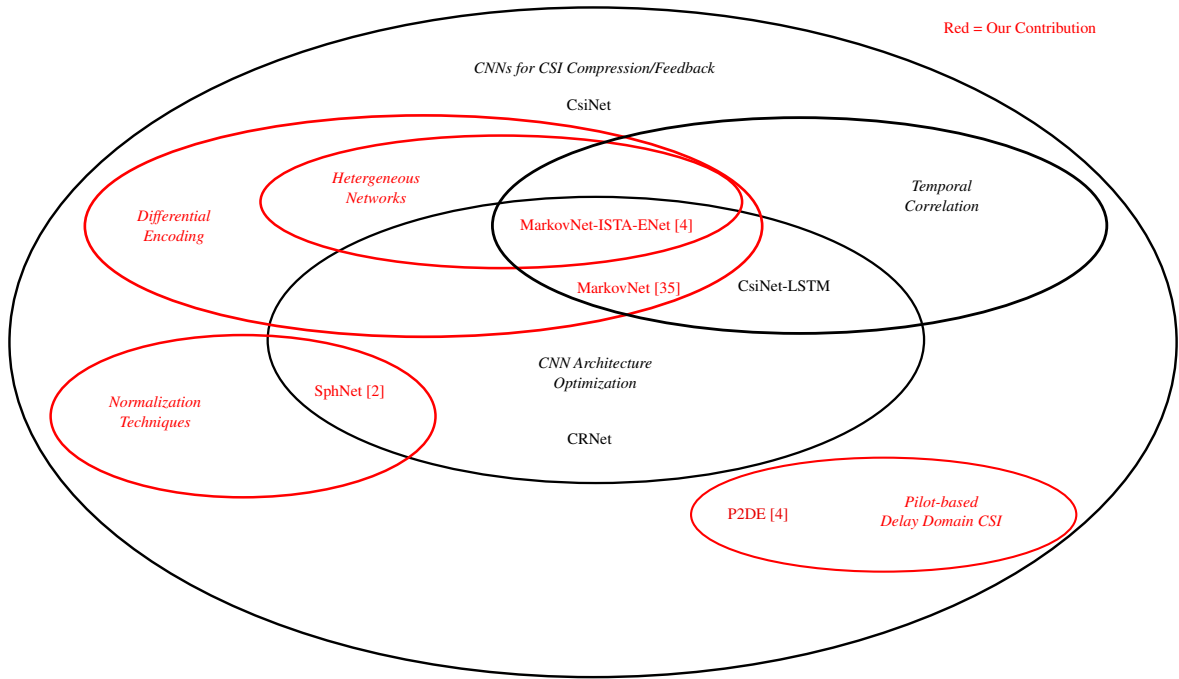 Red = Our Contribution
CNNs for CSI Compression/Feedback
CsiNet
Hetergeneous
Networks
Temporal
Correlation
Differential
Encoding
MarkovNet-ISTA-ENet [4]
MarkovNet [35]
CsiNet-LSTM
CNN Architecture
Optimization
SphNet [2]
Normalization
Techniques
CRNet
P2DE [4]
Pilot-based
Delay Domain CSI